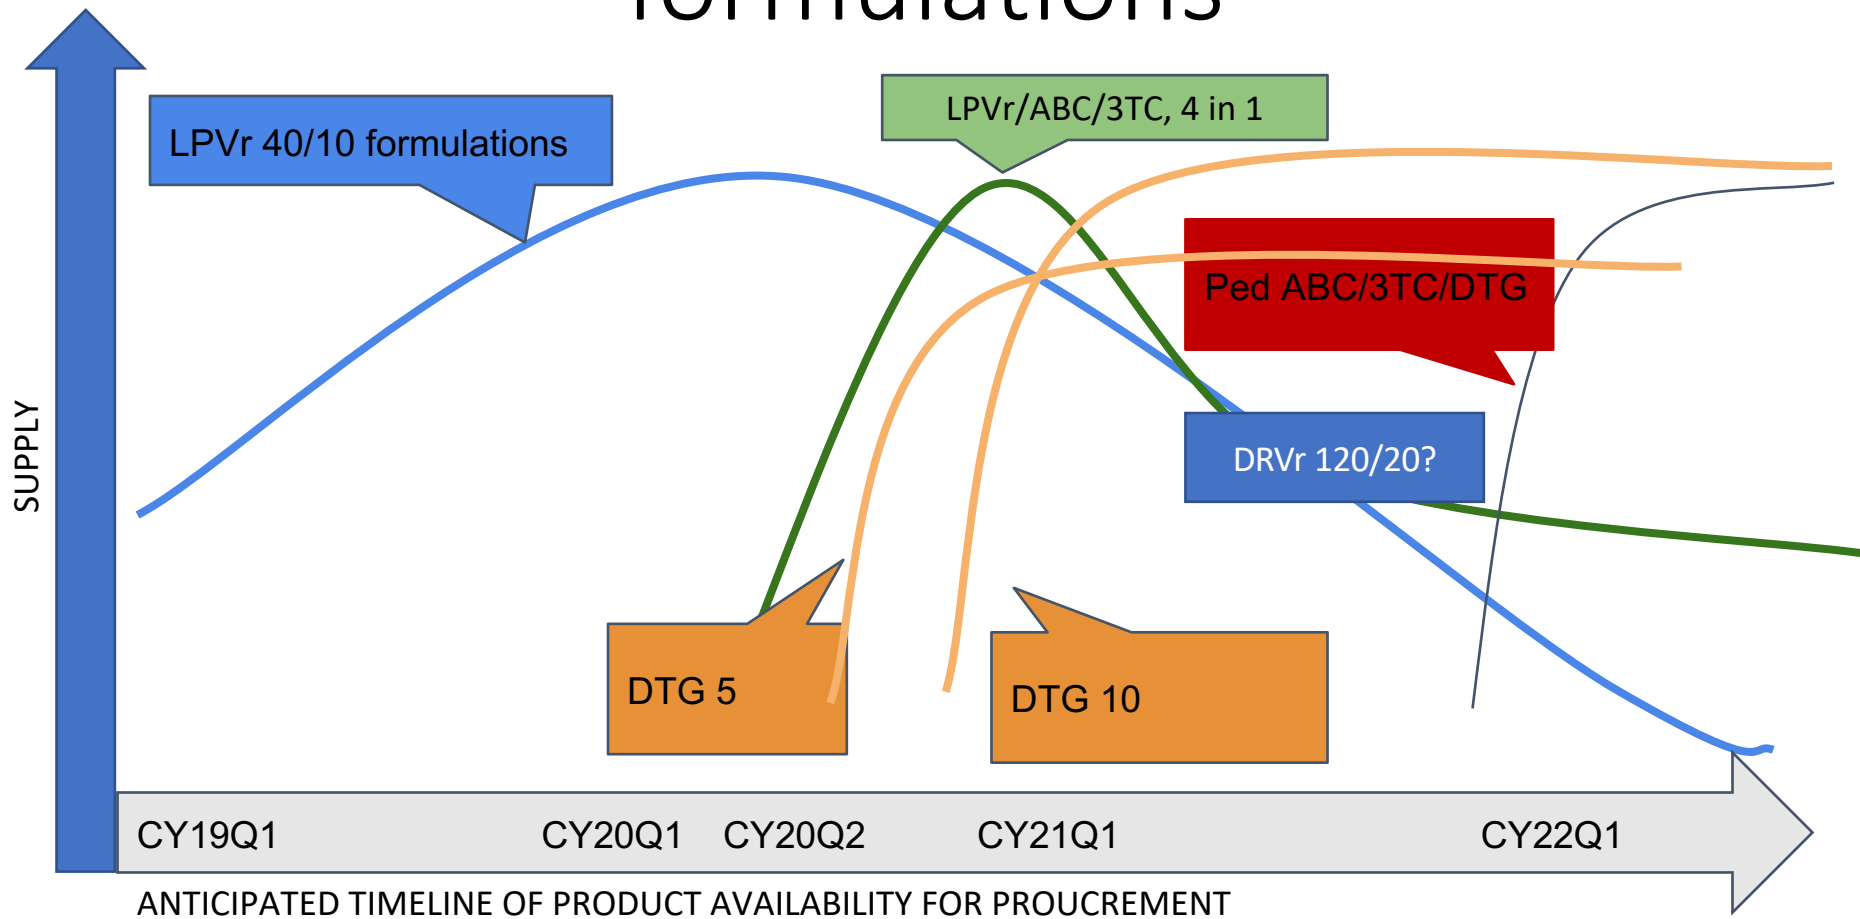 formulations
LPVr 40/10 formulations
LPVr/ABC/3TC, 4 in 1
Ped ABC/3TC/DTG
DRVr 120/20?
SUPPLY
DTG 5
DTG 10
CY19Q1 CY20Q1 CY20Q2 CY21Q1 CY22Q1
ANTICIPATED TIMELINE OF PRODUCT AVAILABILITY FOR PROUCREMENT